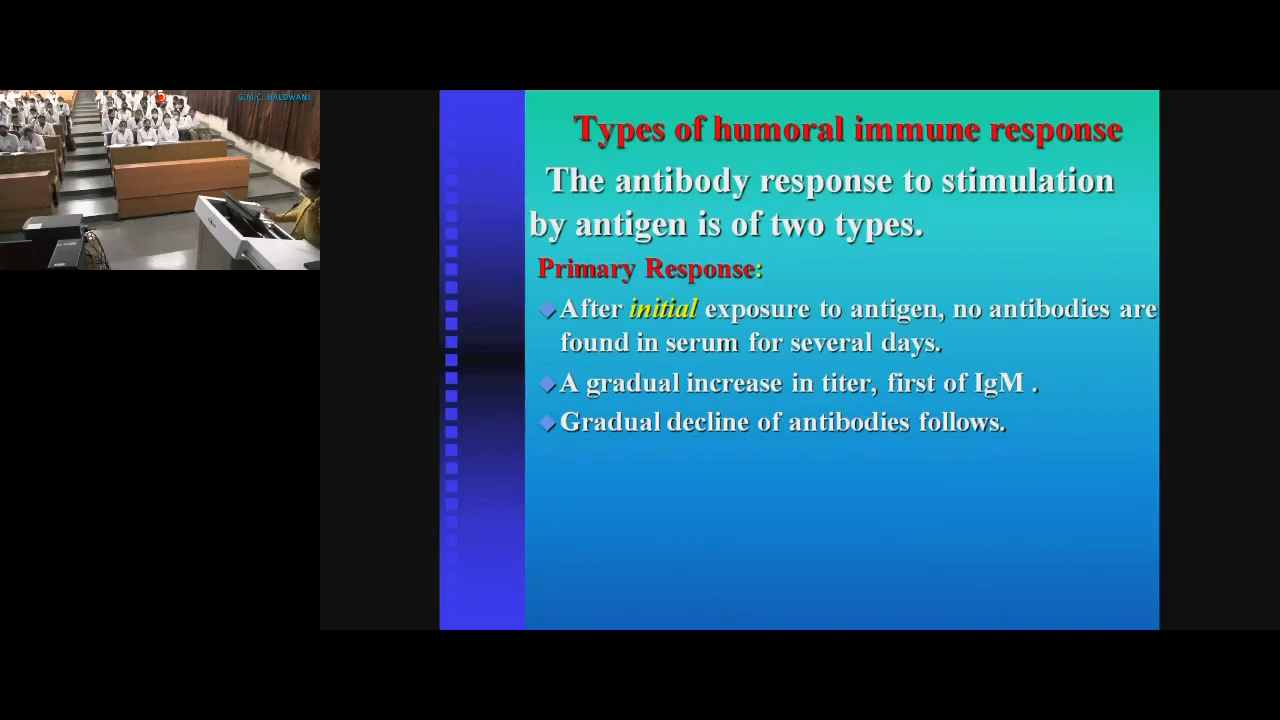 G.M.C. HALDWANI
Types of humoral immune response
The antibody response to stimulation
by antigen is of two types.
Primary Response:
After initial exposure to antigen, no antibodies are
found in serum for several days.
A gradual increase in titer, first of IgM .
Gradual decline of antibodies follows.